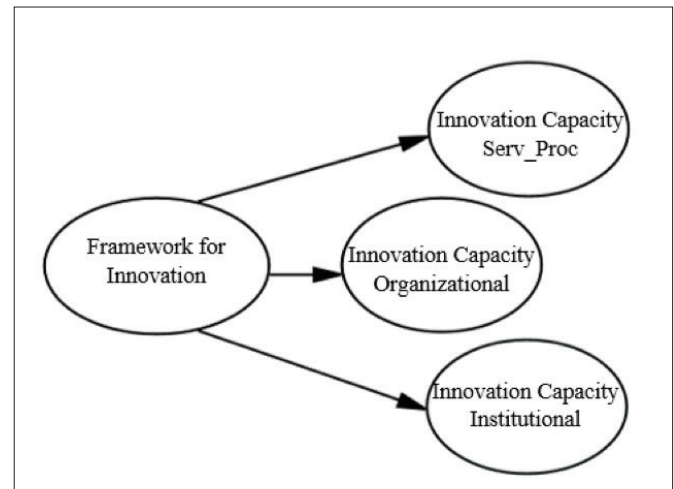 Innovation Capacity
Serv_Proc
Framework for
Innovation
Innovation Capacity
Organizational
Innovation Capacity
Institutional